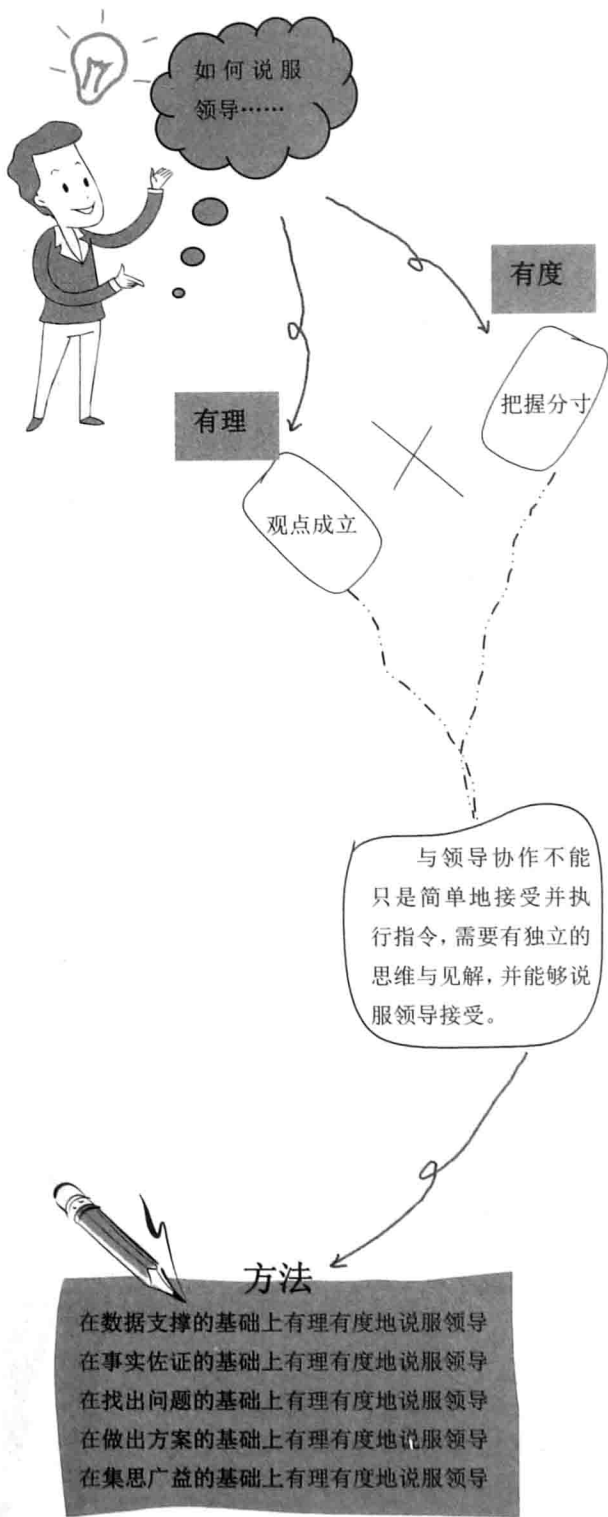 如何说服
领导……
有度
把握分寸
有理
观点成立
与领导协作不能
只是简单地接受并执
行指令，需要有独立的
思维与见解，并能够说
服领导接受。
方法
在数据支撑的基础上有理有度地说服领导
在事实佐证的基础上有理有度地说服领导
在找出问题的基础上有理有度地说服领导
在做出方案的基础上有理有度地说服领导
在集思广益的基础上有理有度地说服领导